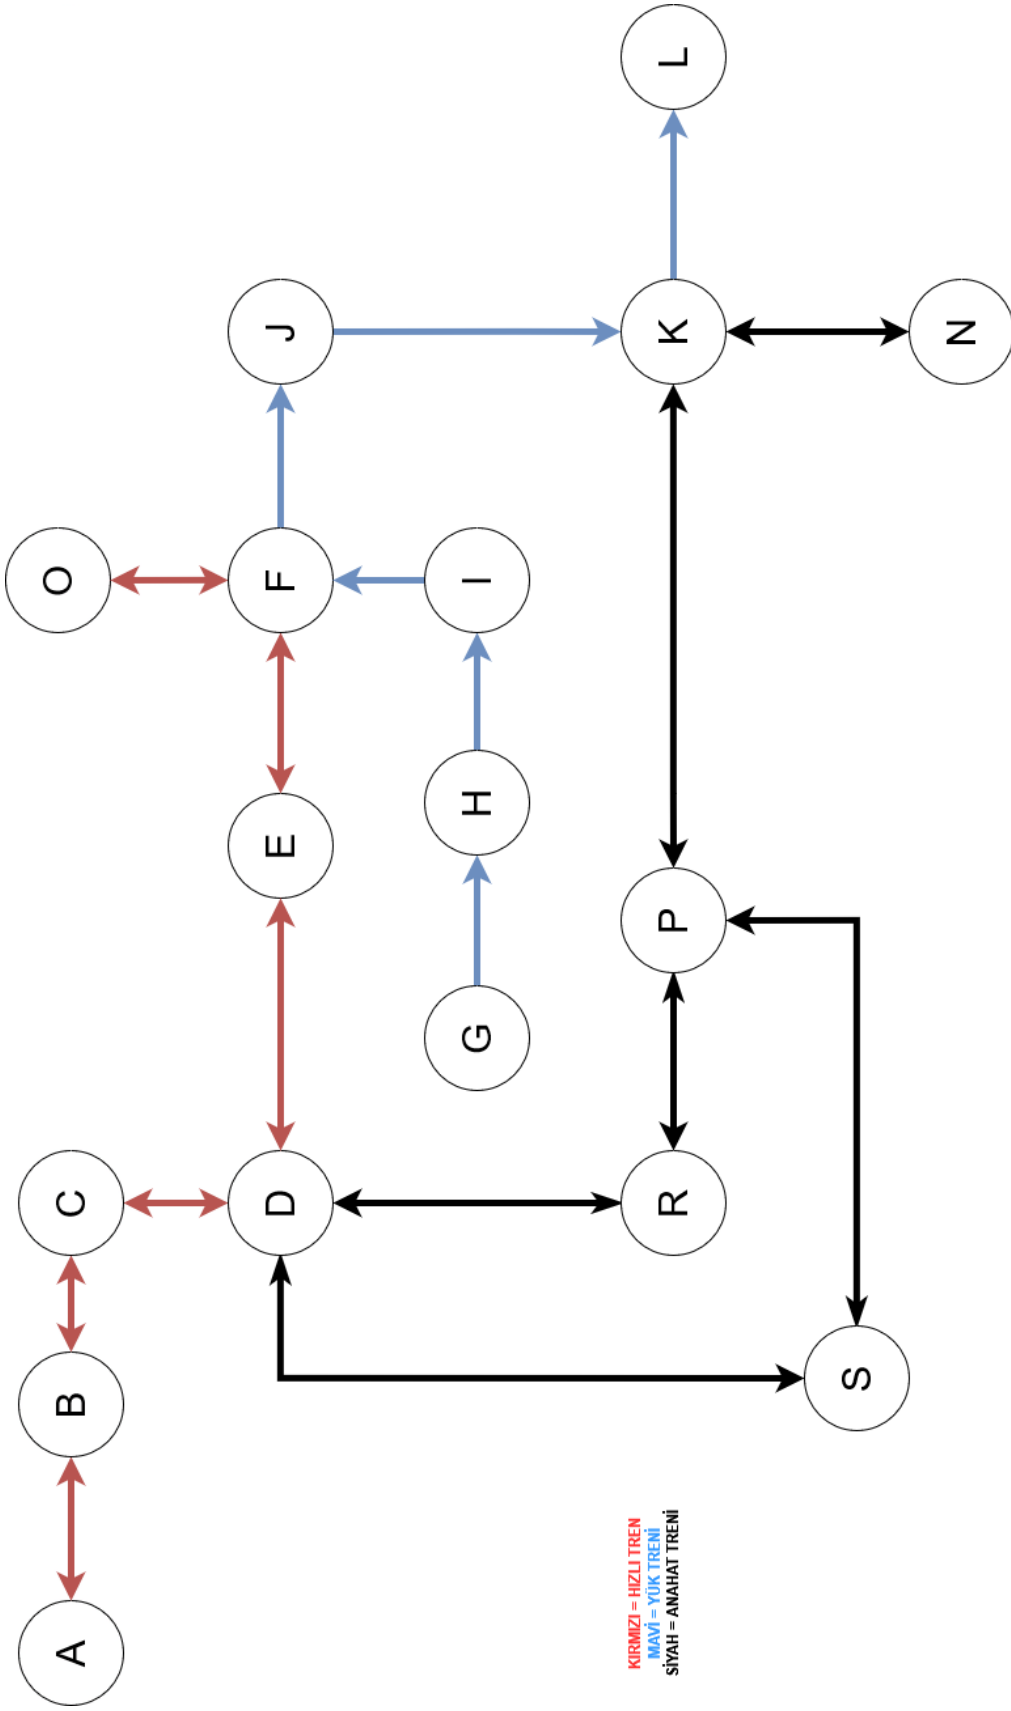 A
B
C
O
D
E
F
J
G
H
I
R
P
K
L
S
N
KIRMIZI = HIZLI TREN
MAVİ = YÜK TRENİ
SİYAH = ANAHAT TRENİ